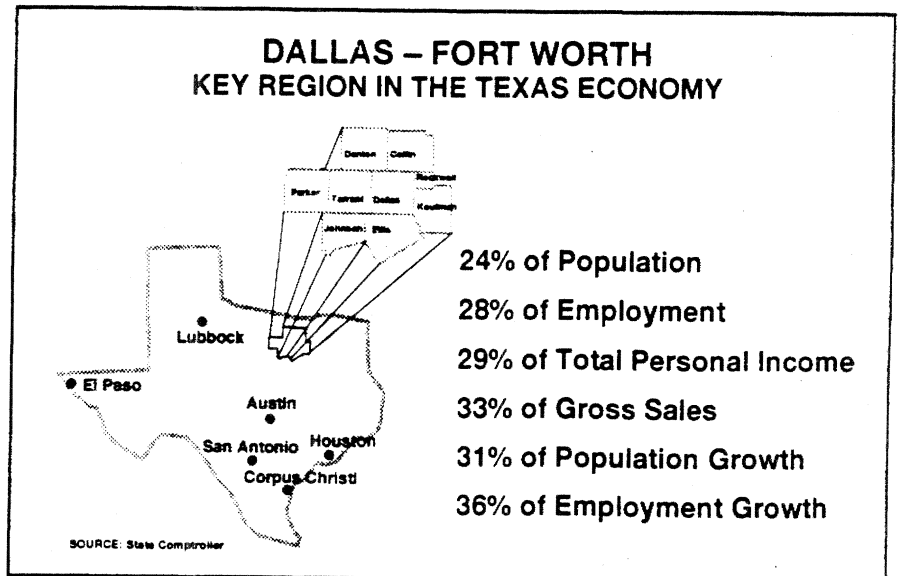 DALLAS – FORT WORTH
KEY REGION IN THE TEXAS ECONOMY
Denton Collin
Rockwall
Parker Tarrant Dallas
Kaufman
Johnson Ellis
24% of Population
28% of Employment
Lubbock
29% of Total Personal Income
El Paso
33% of Gross Sales
Austin
San Antonio Houston
31% of Population Growth
Corpus Christi
36% of Employment Growth
SOURCE: State Comptroller